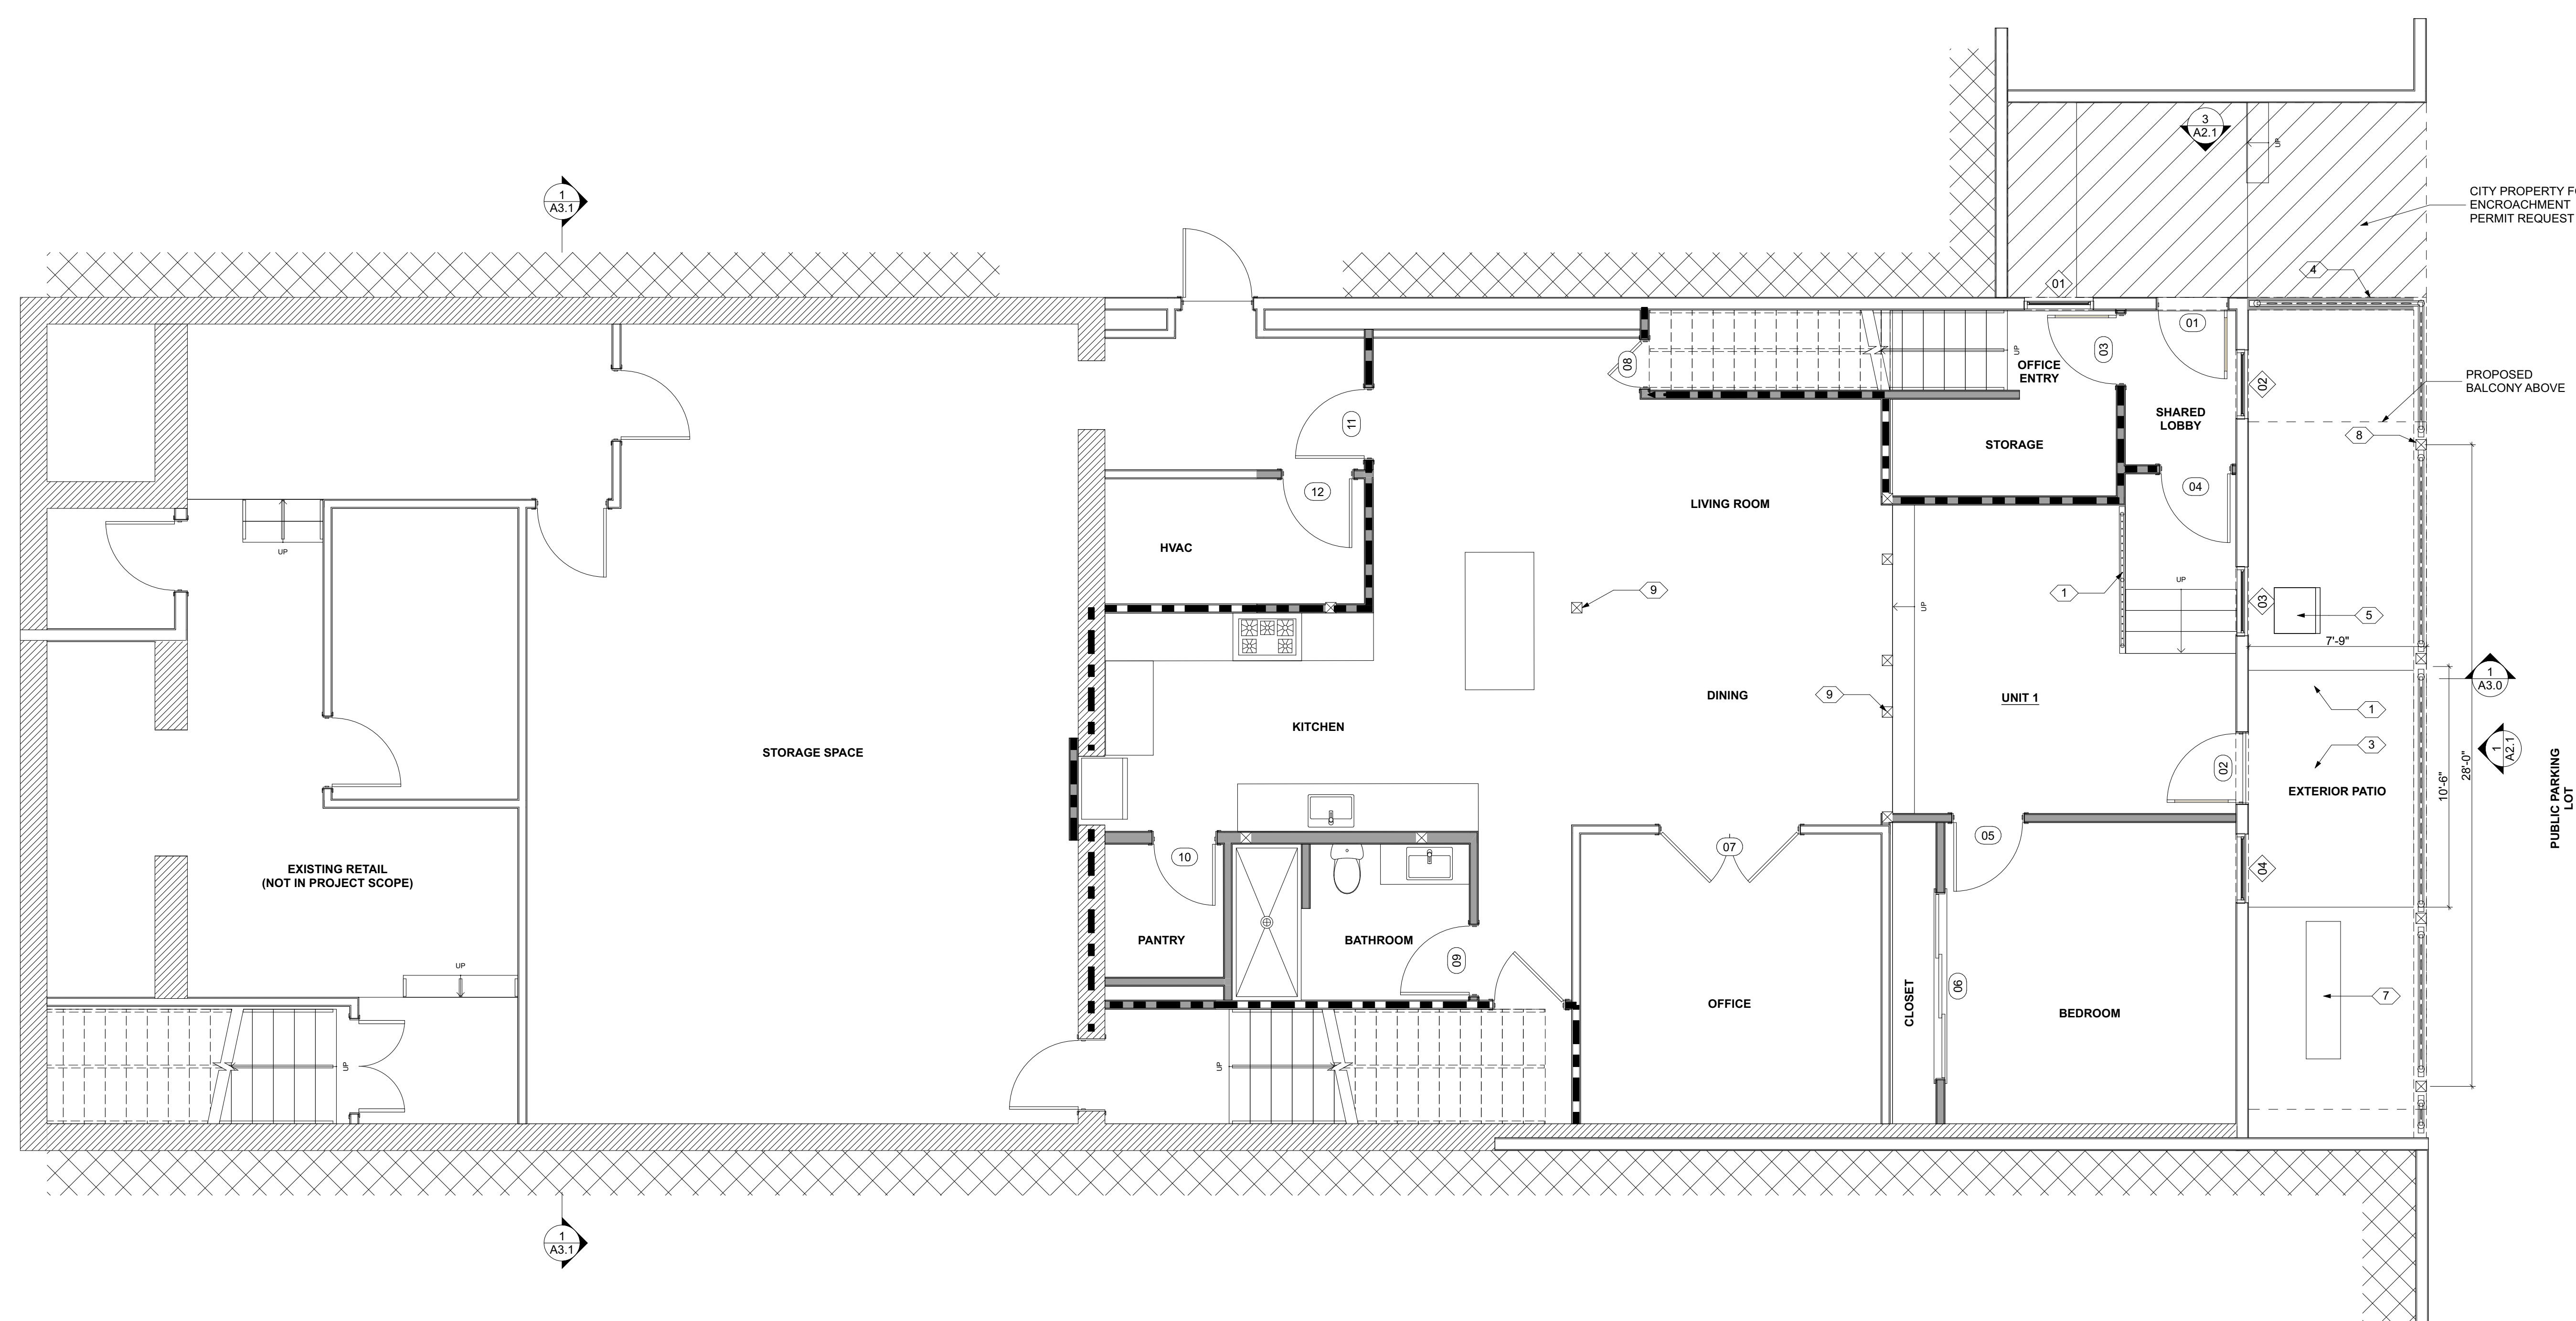 3
A2.1
UP
CITY PROPERTY
ENCROACHMENT
PERMIT REQUEST
1
A3.1
4
01
01
03
08
UP
OFFICE
ENTRY
02
PROPOSED
BALCONY ABOVE
SHARED
LOBBY
11
8
STORAGE
12
04
LIVING ROOM
HVAC
UP
9
1
UP
UP
03
5
7'-9"
1
A3.0
DINING
9
UNIT 1
1
KITCHEN
STORAGE SPACE
3
1
A2.1
02
EXTERIOR PATIO
10'-6"
28'-0"
PUBLIC PARKING
LOT
05
07
10
04
EXISTING RETAIL
(NOT IN PROJECT SCOPE)
PANTRY
BATHROOM
09
UP
OFFICE
CLOSET
06
BEDROOM
7
UP
UP
1
A3.1